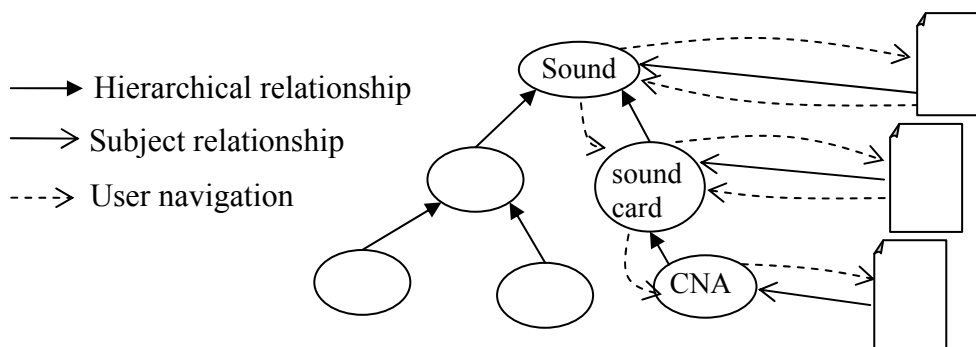 Hierarchical relationship
Subject relationship
User navigation
Sound
sound
card
CNA